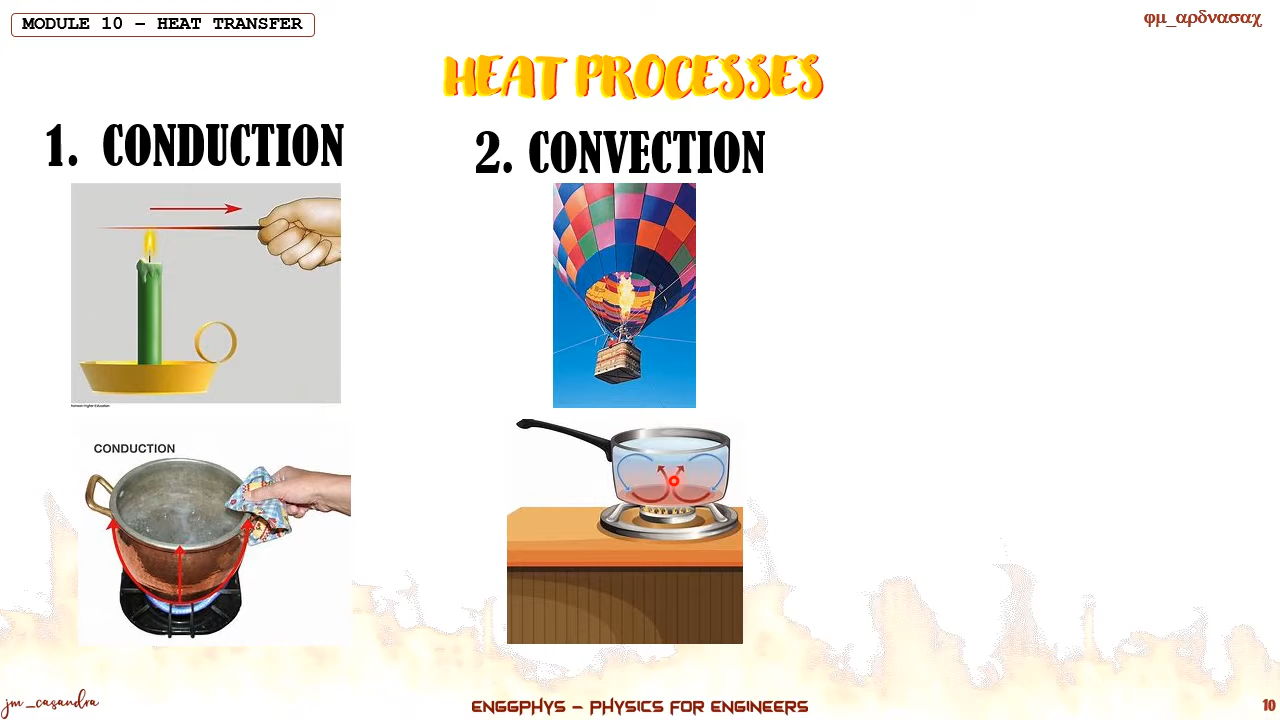 MODULE 10 – HEAT TRANSFER
φμ_αρδνασαχ
HEAT PROCESSES
1. CONDUCTION
2. CONVECTION
CONDUCTION
jm_casandra
ENGGPHYS – PHYSICS FOR ENGINEERS
10